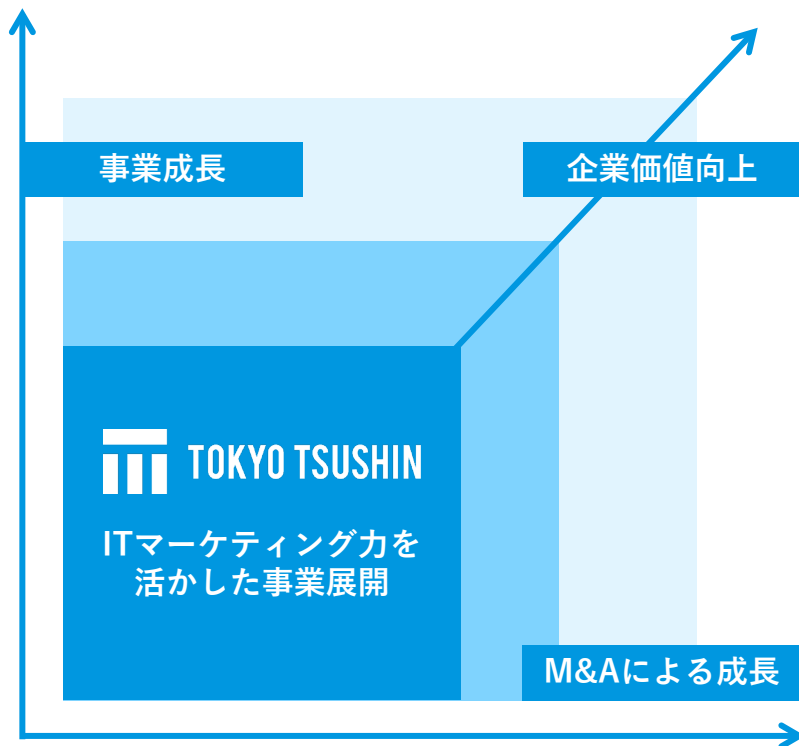 事業成長
企業価値向上
TOKYO TSUSHIN
ITマーケティング力を
活かした事業展開
M&Aによる成長